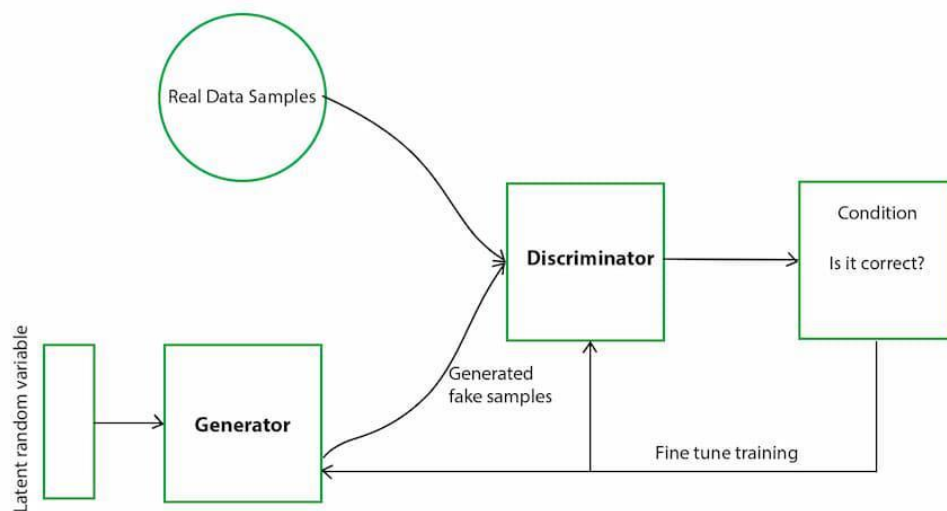 Real Data Samples
Discriminator
Condition
Is it correct?
Latent random variable
Generator
Generated
fake samples
Fine tune training